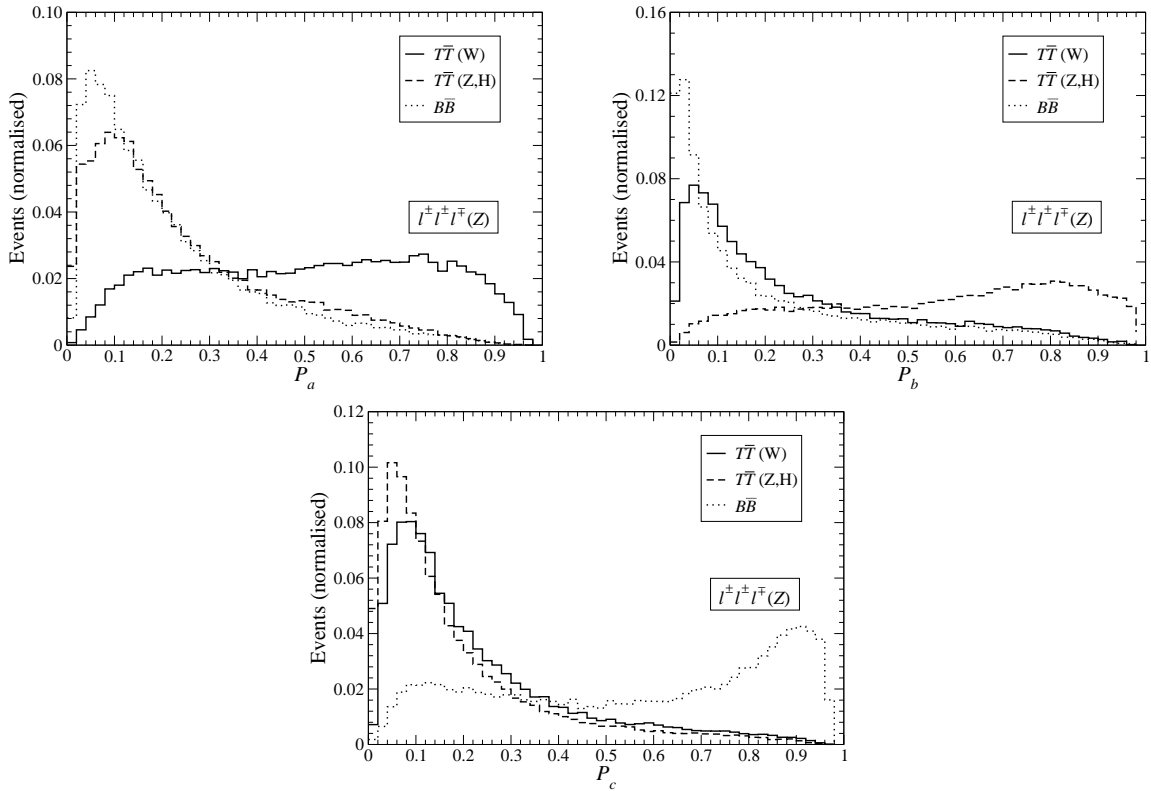 0.10
0.08
0.06
0.04
0.02
0
Events (normalised)
TT̅ (W)
TT̅ (Z,H)
BB̅
l±l±l∓(Z)
0 0.1 0.2 0.3 0.4 0.5 0.6 0.7 0.8 0.9 1
Pa
0.16
0.12
0.08
0.04
0
Events (normalised)
TT̅ (W)
TT̅ (Z,H)
BB̅
l±l±l∓(Z)
0 0.1 0.2 0.3 0.4 0.5 0.6 0.7 0.8 0.9 1
Pb
0.12
0.10
0.08
0.06
0.04
0.02
0
Events (normalised)
TT̅ (W)
TT̅ (Z,H)
BB̅
l±l±l∓(Z)
0 0.1 0.2 0.3 0.4 0.5 0.6 0.7 0.8 0.9 1
Pc